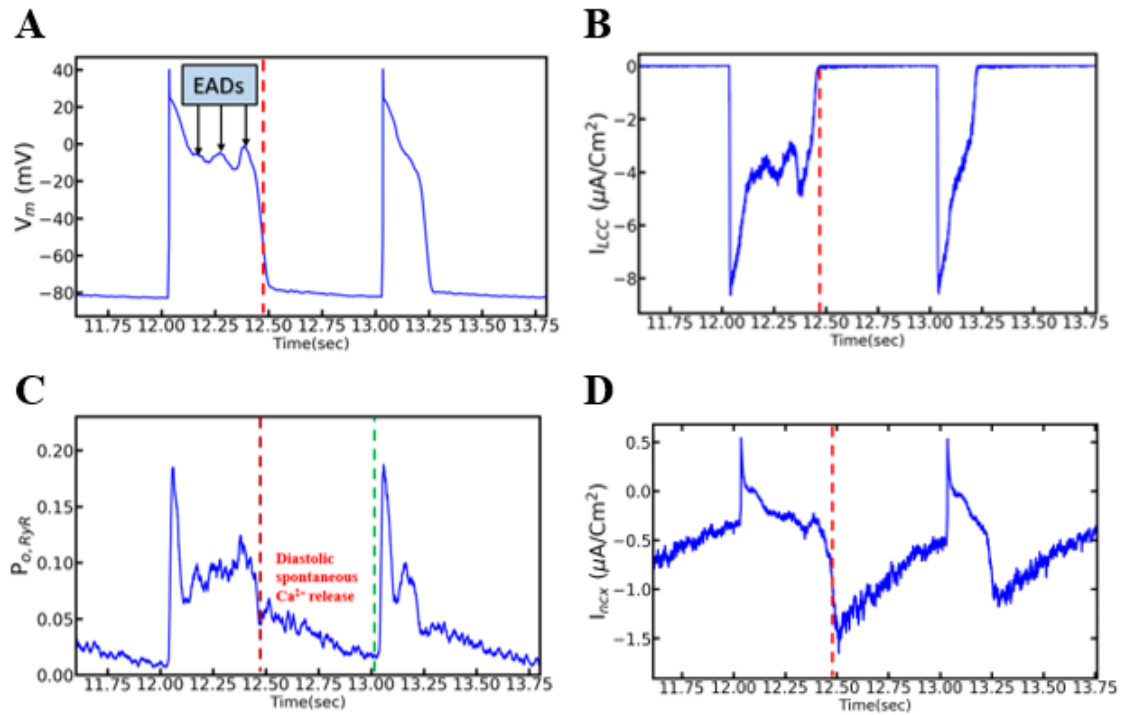 A
EADs
V_m (mV)
40
20
0
−20
−40
−60
−80
11.75 12.00 12.25 12.50 12.75 13.00 13.25 13.50 13.75
Time(sec)
B
I_LCC (μA/Cm²)
0
−2
−4
−6
−8
11.75 12.00 12.25 12.50 12.75 13.00 13.25 13.50 13.75
Time(sec)
C
P_o,RyR
0.20
0.15
0.10
0.05
0.00
Diastolic
spontaneous
Ca²⁺ release
11.75 12.00 12.25 12.50 12.75 13.00 13.25 13.50 13.75
Time(sec)
D
I_ncx (μA/Cm²)
0.5
0.0
−0.5
−1.0
−1.5
11.75 12.00 12.25 12.50 12.75 13.00 13.25 13.50 13.75
Time(sec)